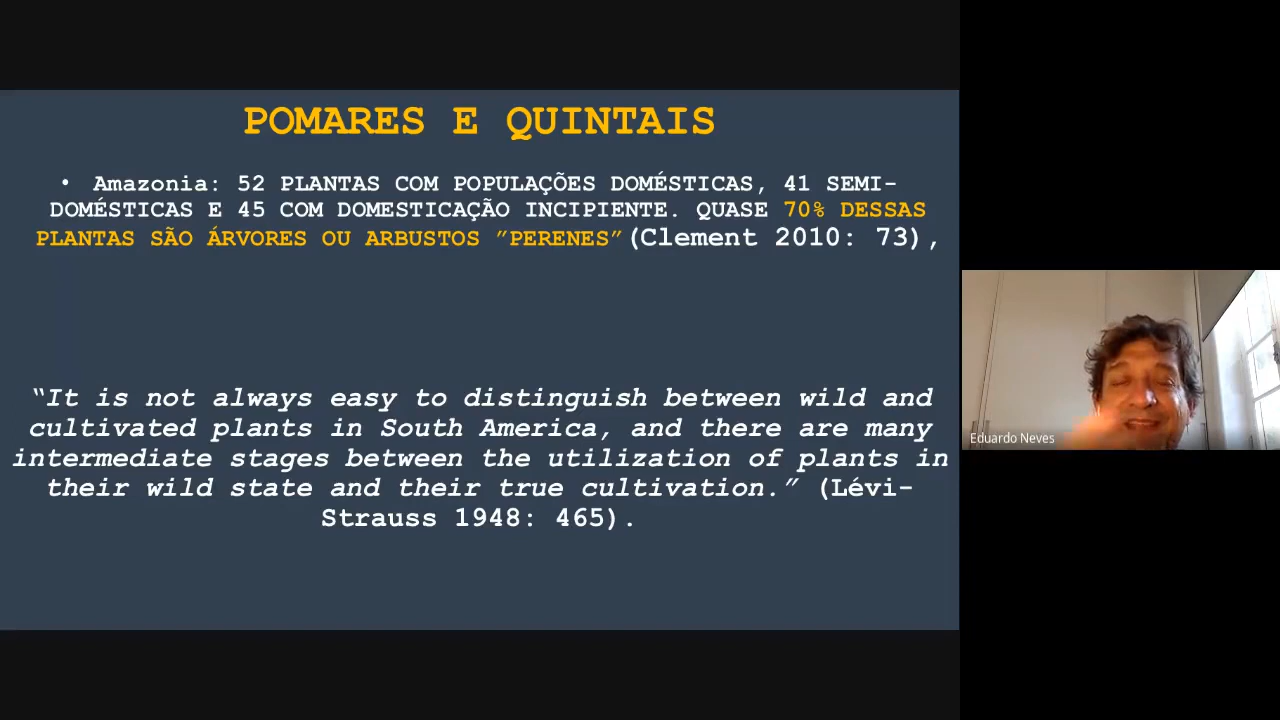 POMARES E QUINTAIS
• Amazonia: 52 PLANTAS COM POPULAÇÕES DOMÉSTICAS, 41 SEMI-
DOMÉSTICAS E 45 COM DOMESTICAÇÃO INCIPIENTE. QUASE 70% DESSAS
PLANTAS SÃO ÁRVORES OU ARBUSTOS ”PERENES”(Clement 2010: 73),
“It is not always easy to distinguish between wild and
cultivated plants in South America, and there are many
intermediate stages between the utilization of plants in
their wild state and their true cultivation.” (Lévi-
Strauss 1948: 465).
Eduardo Neves